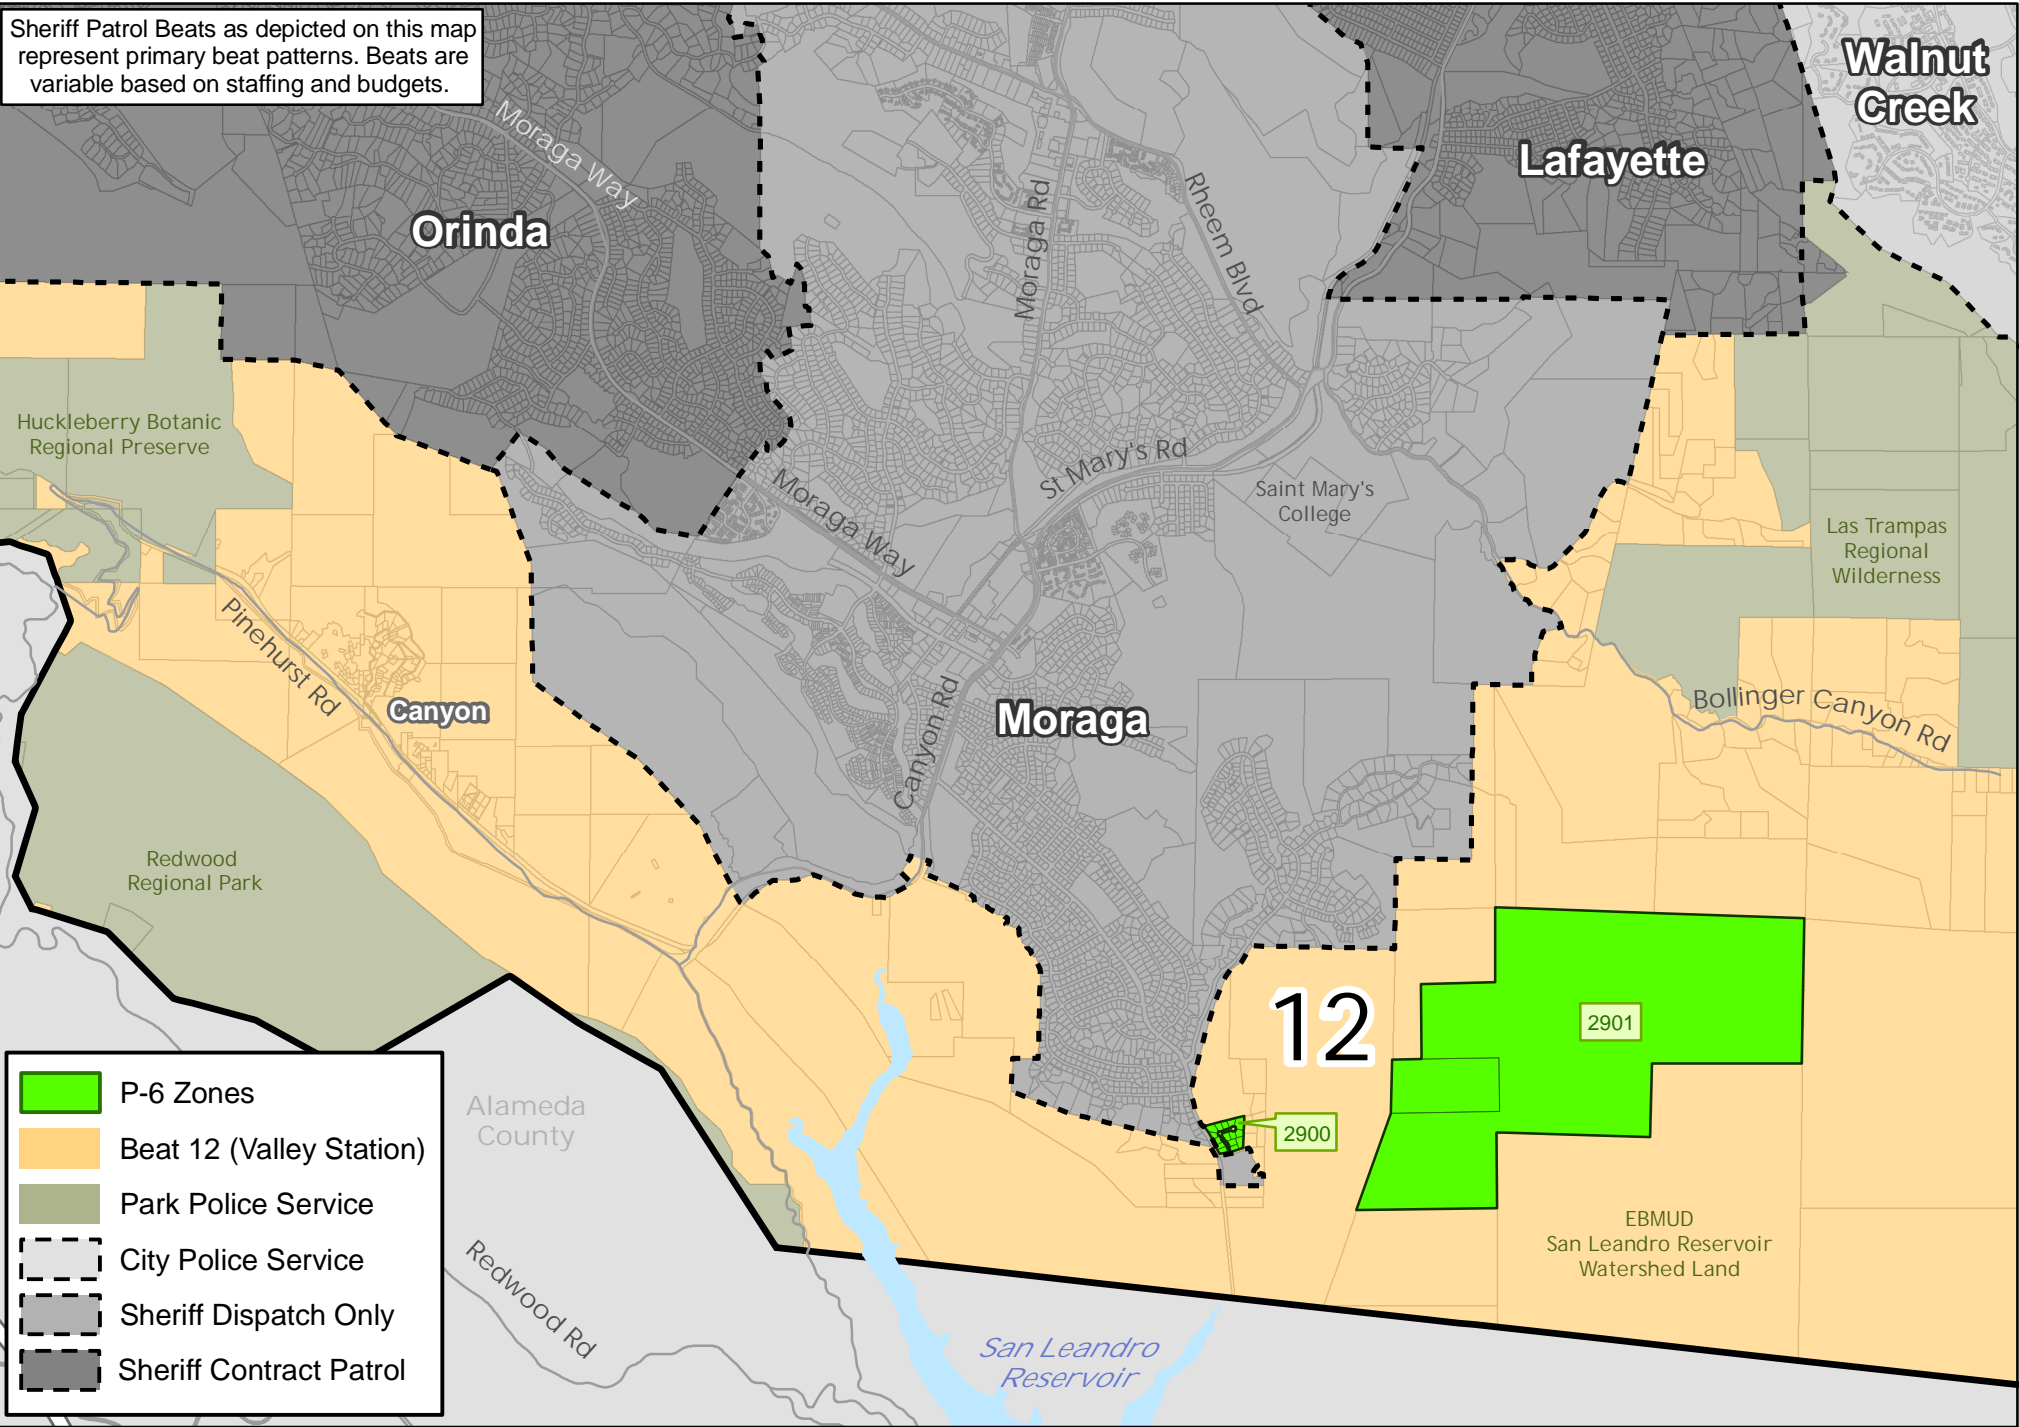 Sheriff Patrol Beats as depicted on this map
represent primary beat patterns. Beats are
variable based on staffing and budgets.
Walnut
Creek
Moraga Way
Lafayette
Orinda
Moraga Rd
Rheem Blvd
Huckleberry Botanic
Regional Preserve
St Mary's Rd
Moraga Way
Saint Mary's
College
Las Trampas
Regional
Wilderness
Pinehurst Rd
Canyon
Canyon Rd
Moraga
Bollinger Canyon Rd
Redwood
Regional Park
12
2901
2900
P-6 Zones
Beat 12 (Valley Station)
Park Police Service
City Police Service
Sheriff Dispatch Only
Sheriff Contract Patrol
Alameda
County
Redwood Rd
EBMUD
San Leandro Reservoir
Watershed Land
San Leandro
Reservoir